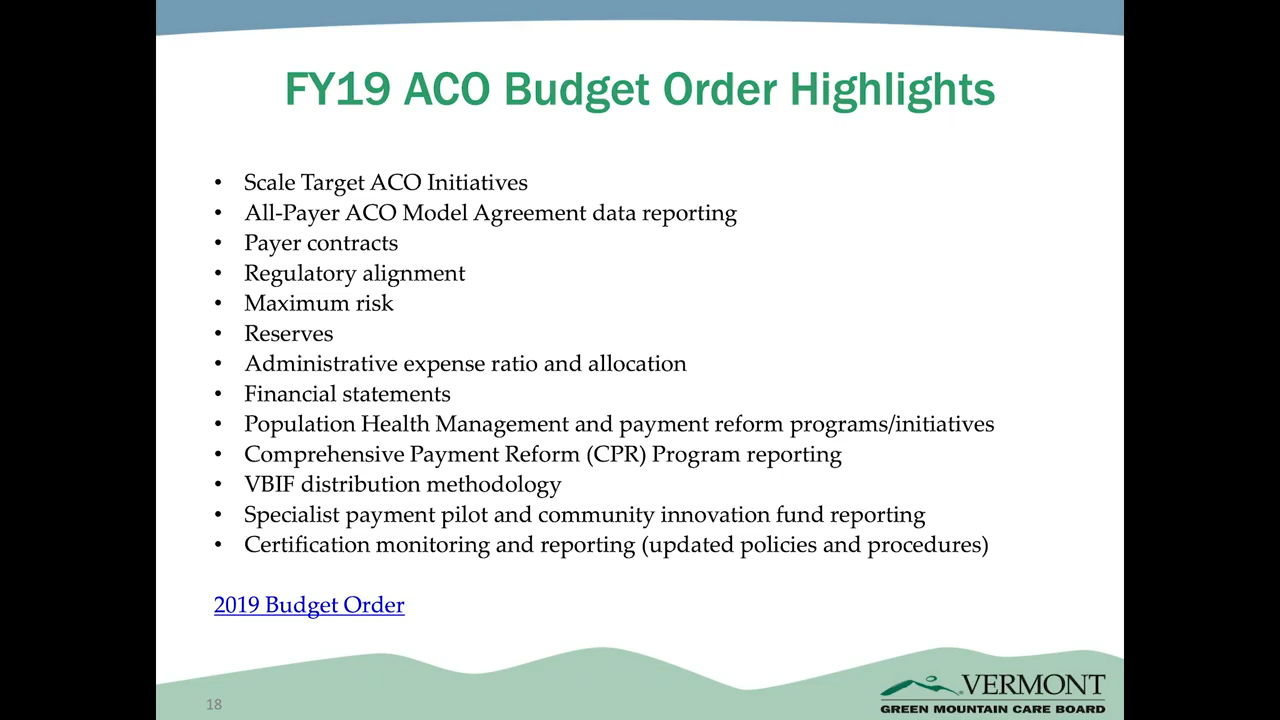 FY19 ACO Budget Order Highlights
• Scale Target ACO Initiatives
• All-Payer ACO Model Agreement data reporting
• Payer contracts
• Regulatory alignment
• Maximum risk
• Reserves
• Administrative expense ratio and allocation
• Financial statements
• Population Health Management and payment reform programs/initiatives
• Comprehensive Payment Reform (CPR) Program reporting
• VBIF distribution methodology
• Specialist payment pilot and community innovation fund reporting
• Certification monitoring and reporting (updated policies and procedures)
2019 Budget Order
18
VERMONT
GREEN MOUNTAIN CARE BOARD